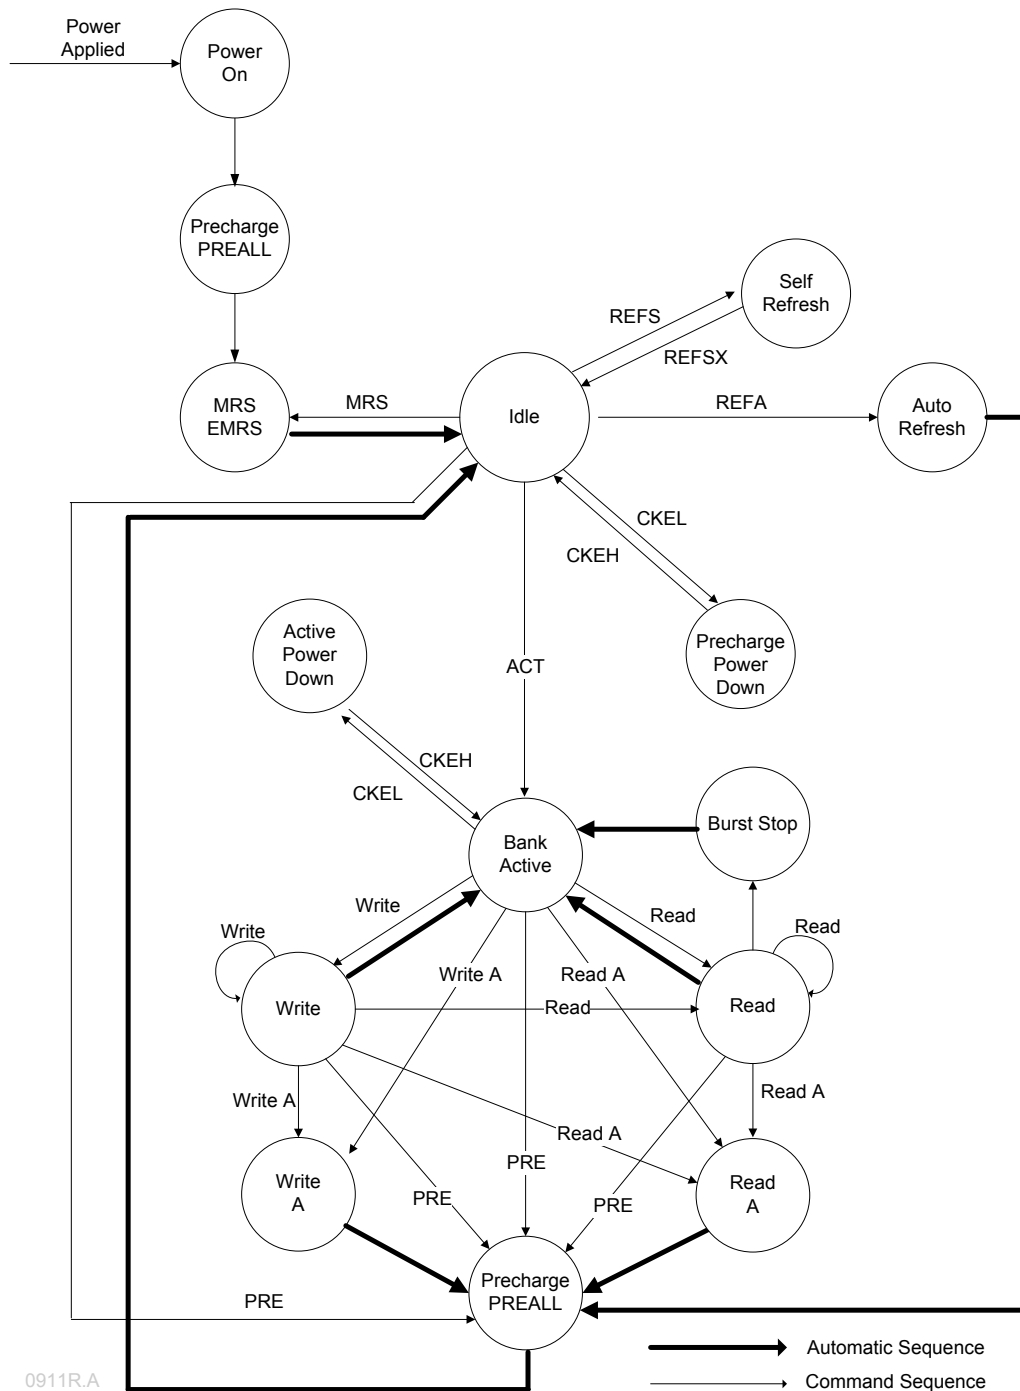 Power
Applied
Power
On
Precharge
PREALL
Self
Refresh
REFS
REFSX
MRS
EMRS
MRS
Idle
REFA
Auto
Refresh
CKEL
CKEH
Active
Power
Down
Precharge
Power
Down
ACT
CKEH
CKEL
Burst Stop
Bank
Active
Write
Read
Write
Read
Write A
Read A
Write
Read
Read
Write A
Read A
Read A
Write
A
PRE
PRE
PRE
Read
A
Precharge
PREALL
PRE
Automatic Sequence
Command Sequence
0911R.A